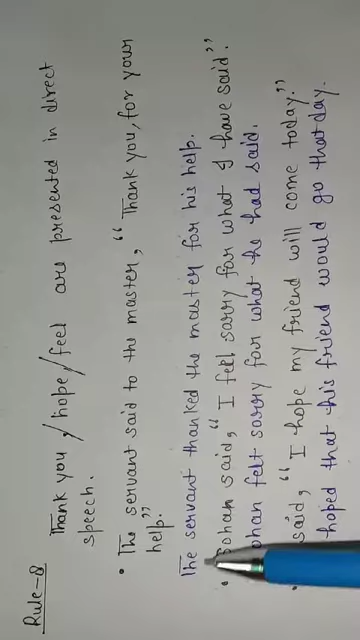 Rule-8
Thank you / hope / feel are presented in direct
speech.
• The servant said to the master, "Thank you, for your
help."
The servant thanked the master for his help.
• Sohan said, "I feel sorry for what I have said."
ohan felt sorry for what he had said.
said, "I hope my friend will come today."
hoped that his friend would go that day.